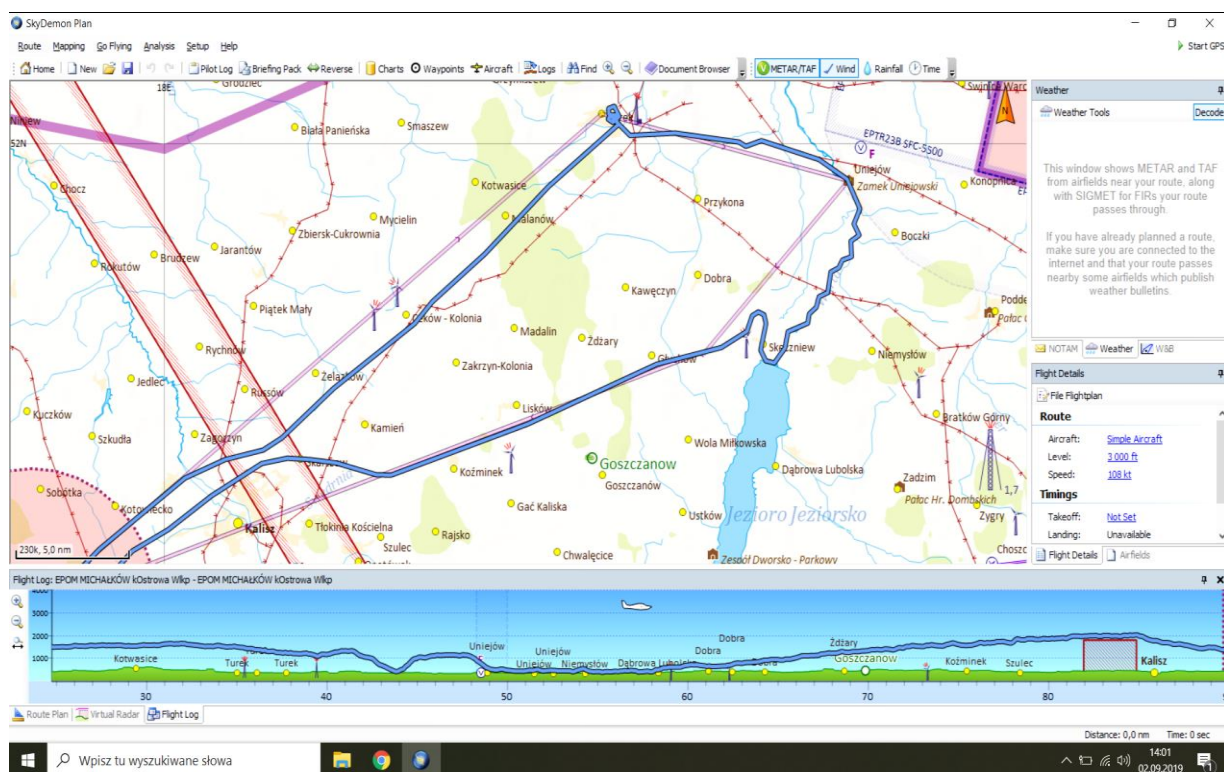 SkyDemon Plan
Route Mapping Go Flying Analysis Setup Help
Start GPS
Home New Pilot Log Briefing Pack Reverse Charts Waypoints Aircraft Logs Find Document Browser METAR/TAF Wind Rainfall Time
18E
Grodziec
52N
Biała Panieńska
Smaszew
EPTR23B SFC-5500
F
Uniejów
Zamek Uniejowski
Konopnica
Chocz
Kotwasice
Malanów
Przykona
Mycielin
Zbiersk-Cukrownia
Boczki
Jarantów
Brudzew
Rokutów
Dobra
Kawęczyn
Piątek Mały
Madalin
Żdżary
Rychnów
Zakrzyn-Kolonia
Niemysłów
Jedlec
Russów
Lisków
Kuczków
Bratków Górny
Szkudła
Kamień
Wola Miłkowska
Koźminek
Goszczanow
Goszczanów
Dąbrowa Lubolska
Zadzim
Pałac Hr. Dombskich
1,7
Sobótka
Gać Kaliska
Ustków
Jezioro Jeziorsko
Zygry
Kalisz
Tłokinia Kościelna
Rajsko
Szulec
Chwalęcice
Zespół Dworsko - Parkowy
230k, 5,0 nm
Weather
Weather Tools
Decode
This window shows METAR and TAF
from airfields near your route, along
with SIGMET for FIRs your route
passes through.
If you have already planned a route,
make sure you are connected to the
internet and that your route passes
nearby some airfields which publish
weather bulletins.
NOTAM Weather W&B
Flight Details
File Flightplan
Route
Aircraft: Simple Aircraft
Level: 3 000 ft
Speed: 108 kt
Timings
Takeoff: Not Set
Landing: Unavailable
Flight Details Airfields
Flight Log: EPOM MICHAŁKÓW kOstrowa Wlkp - EPOM MICHAŁKÓW kOstrowa Wlkp
4000
3000
2000
1000
Kotwasice
Turek
Turek
Uniejów
Uniejów
Uniejów
Niemysłów
Dąbrowa Lubolska
Dobra
Dobra
Żdżary
Goszczanow
Koźminek
Szulec
Kalisz
30 40 50 60 70 80
Route Plan Virtual Radar Flight Log
Distance: 0,0 nm Time: 0 sec
Wpisz tu wyszukiwane słowa
14:01
02.09.2019